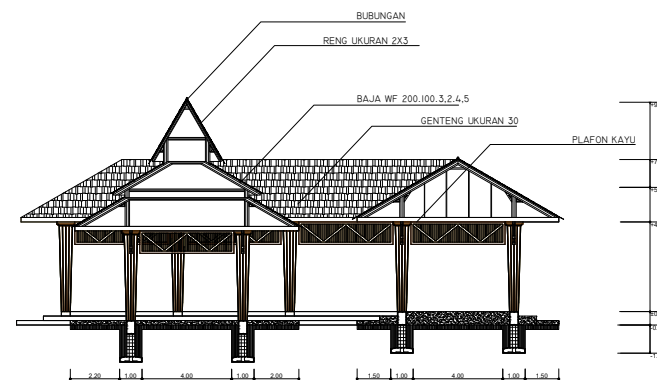 BUBUNGAN
RENG UKURAN 2X3
BAJA WF 200.100.3,2.4,5
GENTENG UKURAN 30
PLAFON KAYU
2.20 1.00 4.00 1.00 2.00 1.50 1.00 4.00 1.00 1.50